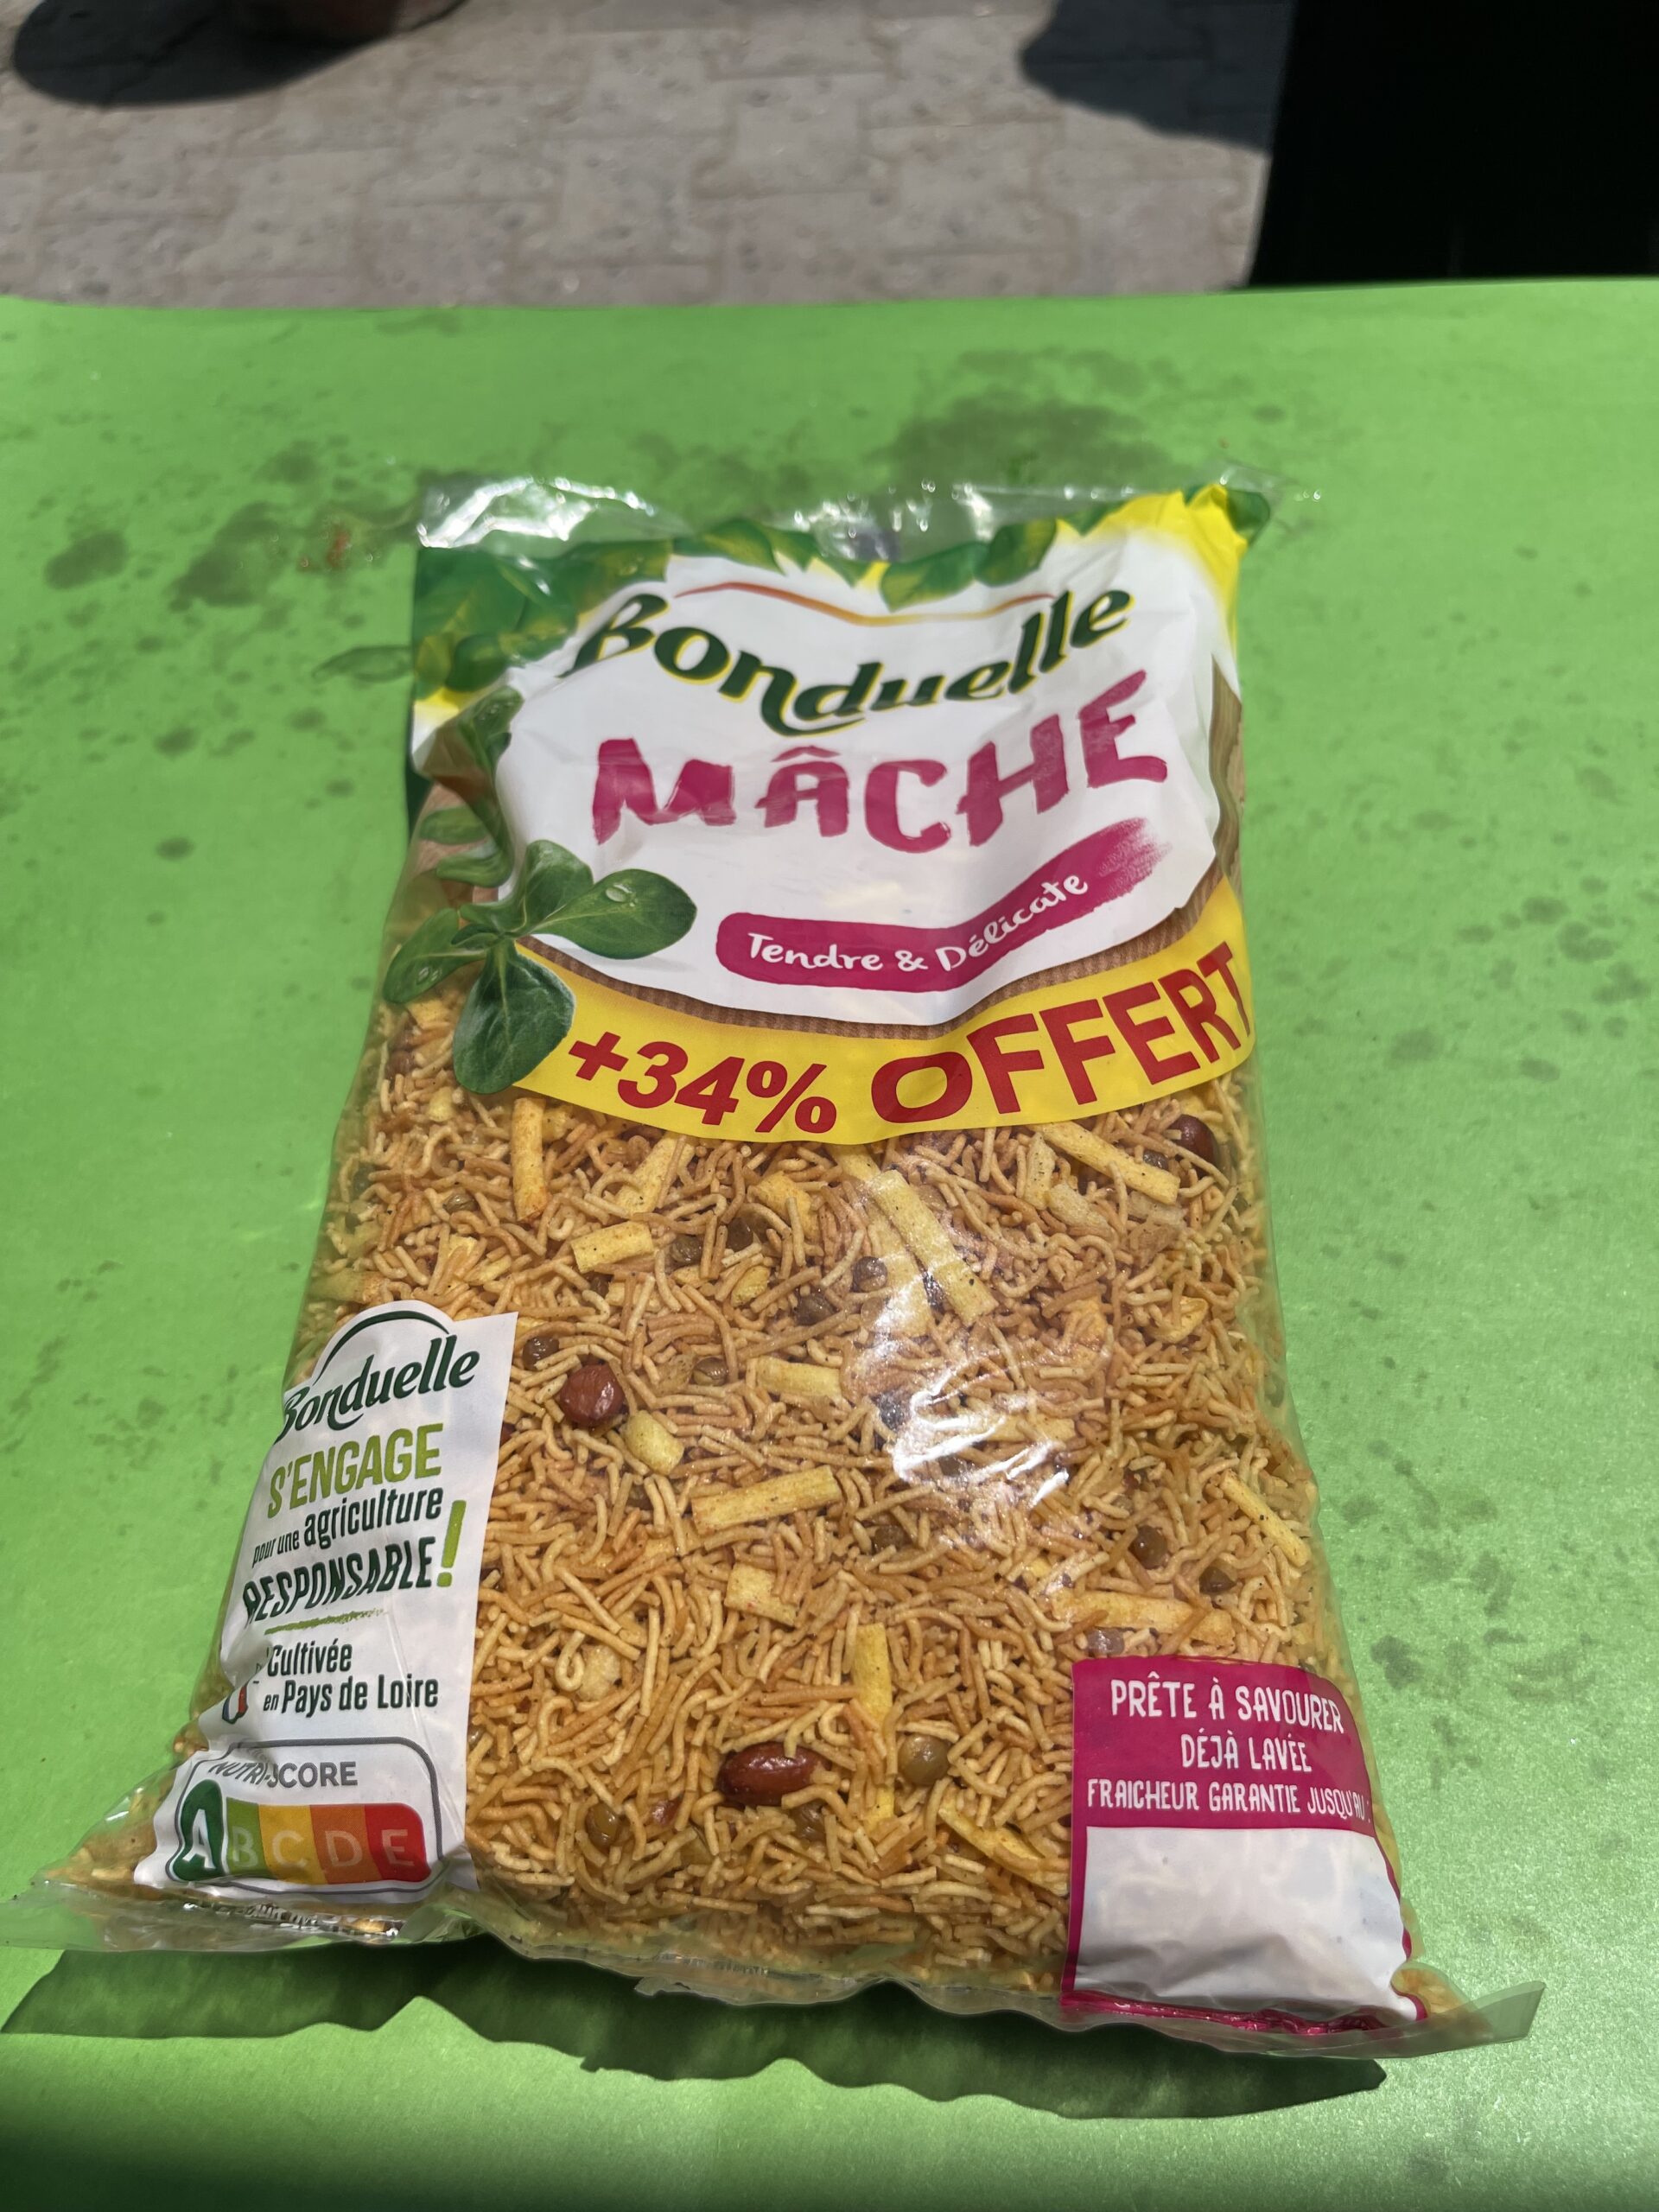 Bonduelle
MÂCHE
Tendre & Délicate
+34% OFFERT
Bonduelle
S'ENGAGE
pour une agriculture
RESPONSABLE!
Cultivée
en Pays de Loire
NUTRI-SCORE
A B C D E
PRÊTE À SAVOURER
DÉJÀ LAVÉE
FRAICHEUR GARANTIE JUSQU'AU :